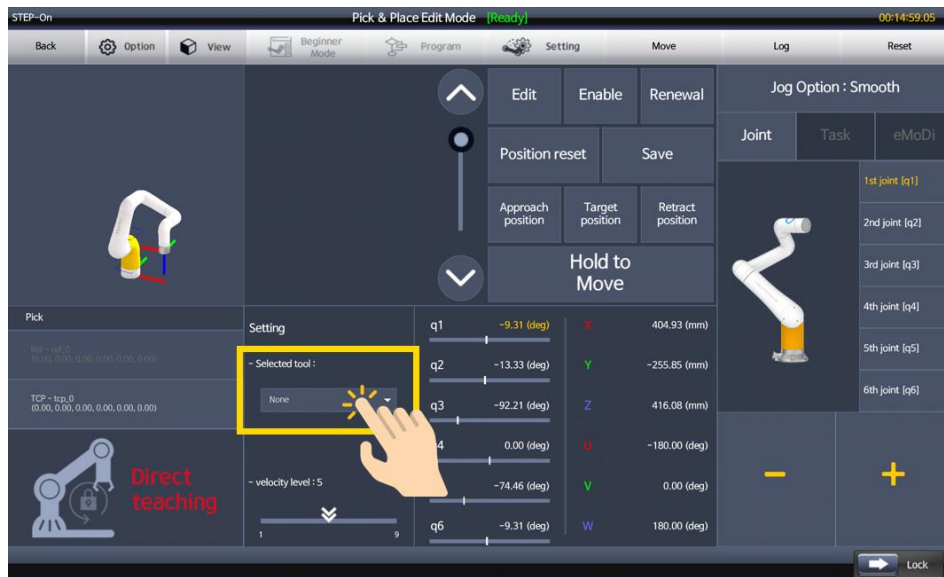 STEP-On
Pick & Place Edit Mode [Ready]
00:14:59.05
Back
Option
View
Beginner
Mode
Program
Setting
Move
Log
Reset
Edit
Enable
Renewal
Position reset
Save
Approach
position
Target
position
Retract
position
Hold to
Move
Jog Option : Smooth
Joint
Task
eMoDi
1st joint [q1]
2nd joint [q2]
3rd joint [q3]
4th joint [q4]
5th joint [q5]
6th joint [q6]
Pick
Ref - ref_0
(0.00, 0.00, 0.00, 0.00, 0.00, 0.00)
TCP - tcp_0
(0.00, 0.00, 0.00, 0.00, 0.00, 0.00)
Direct
teaching
Setting
- Selected tool :
None
- velocity level : 5
1 9
q1 -9.31 (deg) X 404.93 (mm)
q2 -13.33 (deg) Y -255.85 (mm)
q3 -92.21 (deg) Z 416.08 (mm)
4 0.00 (deg) U -180.00 (deg)
-74.46 (deg) V 0.00 (deg)
q6 -9.31 (deg) W 180.00 (deg)
- +
Lock